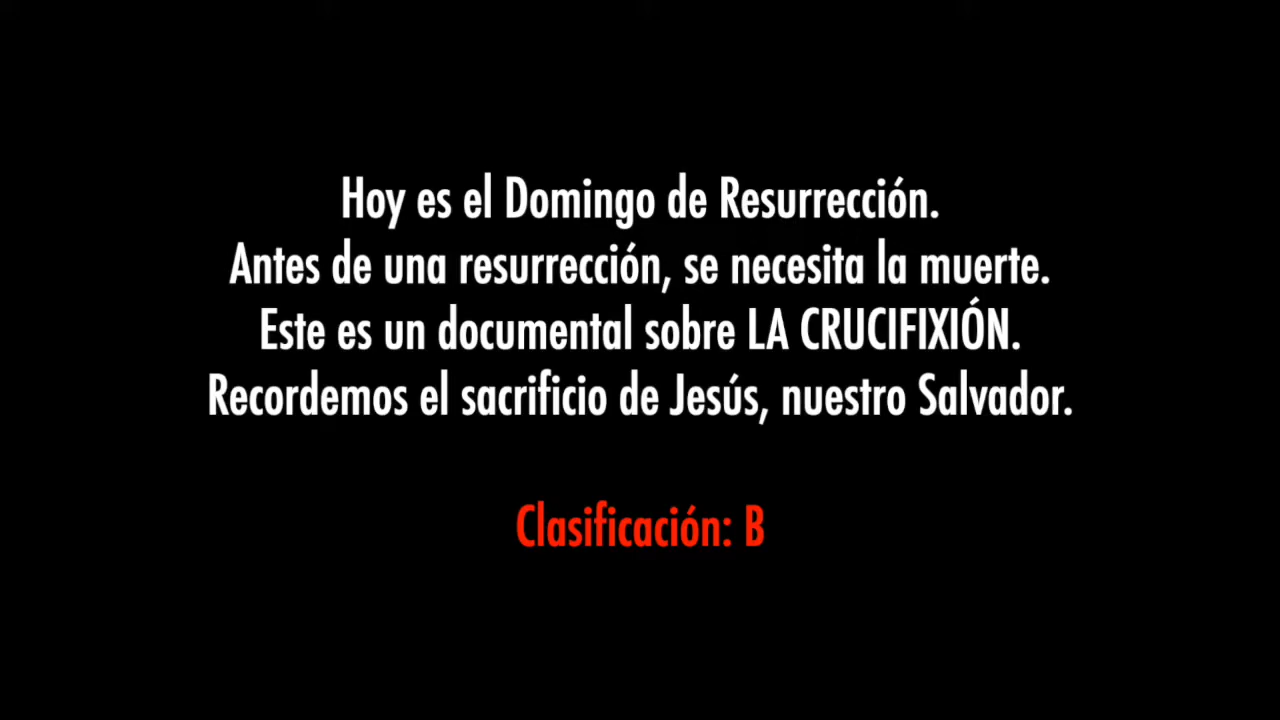 Hoy es el Domingo de Resurrección.
Antes de una resurrección, se necesita la muerte.
Este es un documental sobre LA CRUCIFIXIÓN.
Recordemos el sacrificio de Jesús, nuestro Salvador.
Clasificación: B